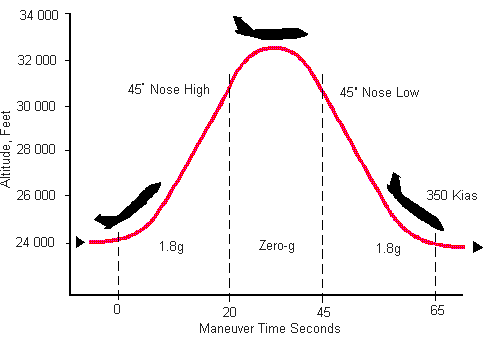 34 000
32 000
30 000
28 000
26 000
24 000
Altitude, Feet
45° Nose High
45° Nose Low
350 Kias
1.8g
Zero-g
1.8g
0
20
45
65
Maneuver Time Seconds